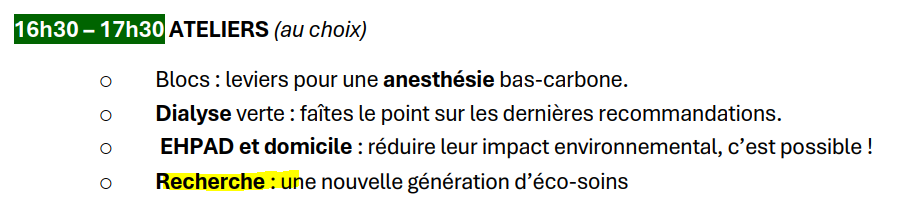 16h30 – 17h30 ATELIERS (au choix)
o Blocs : leviers pour une anesthésie bas-carbone.
o Dialyse verte : faîtes le point sur les dernières recommandations.
o EHPAD et domicile : réduire leur impact environnemental, c’est possible !
o Recherche : une nouvelle génération d’éco-soins